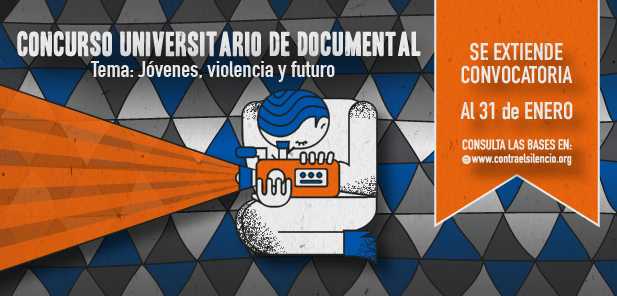 CONCURSO UNIVERSITARIO DE DOCUMENTAL
Tema: Jóvenes, violencia y futuro
SE EXTIENDE
CONVOCATORIA
Al 31 de ENERO
CONSULTA LAS BASES EN:
www.contraelsilencio.org